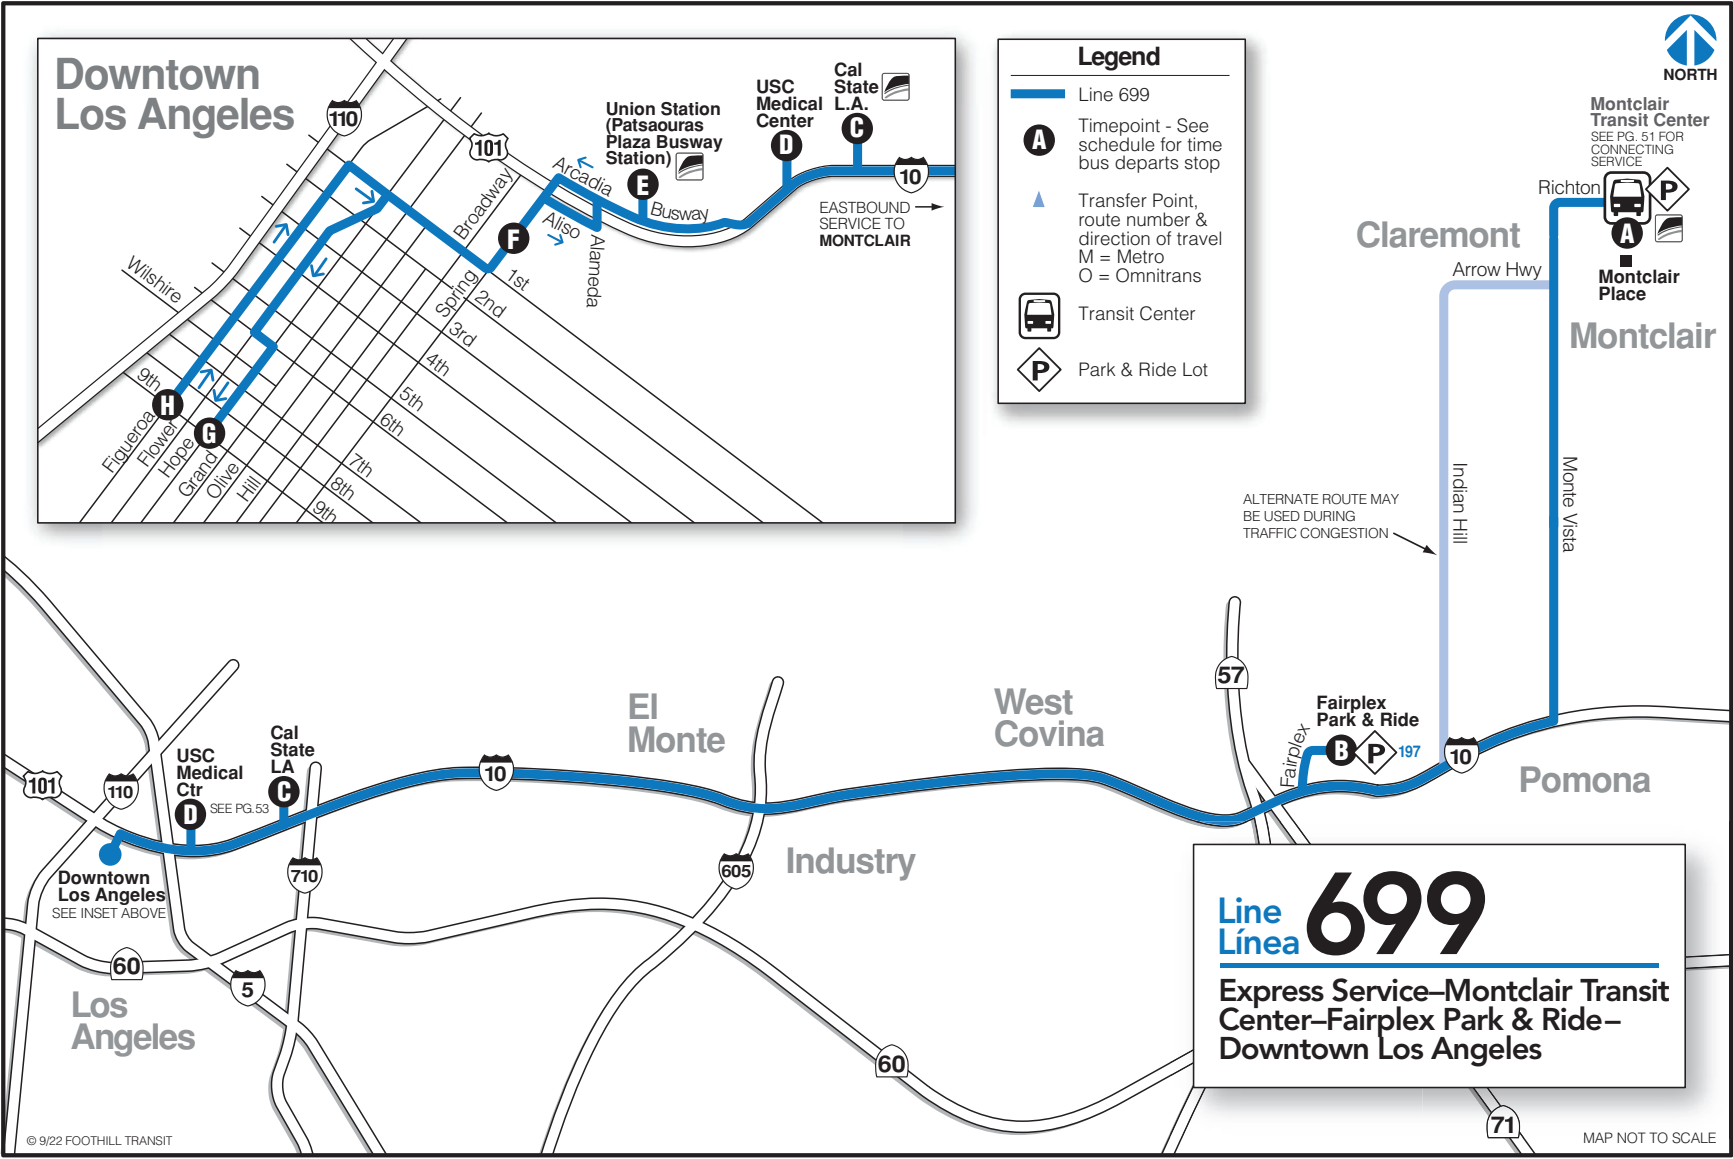 Downtown
Los Angeles
110
101
Union Station
(Patsaouras
Plaza Busway
Station)
USC
Medical
Center
Cal
State
L.A.
E
D
C
10
Arcadia
Busway
Broadway
F
Aliso
Alameda
EASTBOUND
SERVICE TO
MONTCLAIR
Wilshire
Spring
1st
2nd
3rd
4th
5th
6th
7th
8th
9th
9th
H
G
Figueroa
Flower
Hope
Grand
Olive
Hill
Legend
Line 699
A
Timepoint - See
schedule for time
bus departs stop
Transfer Point,
route number &
direction of travel
M = Metro
O = Omnitrans
Transit Center
P
Park & Ride Lot
NORTH
Montclair
Transit Center
SEE PG. 51 FOR
CONNECTING
SERVICE
Richton
P
A
Montclair
Place
Claremont
Arrow Hwy
Montclair
Indian Hill
Monte Vista
ALTERNATE ROUTE MAY
BE USED DURING
TRAFFIC CONGESTION
57
Fairplex
Park & Ride
Fairplex
B
P
197
10
Pomona
West
Covina
El
Monte
10
Cal
State
LA
C
USC
Medical
Ctr
D
SEE PG.53
101
110
Downtown
Los Angeles
SEE INSET ABOVE
710
605
Industry
60
5
Los
Angeles
60
71
Line
Línea
699
Express Service–Montclair Transit
Center–Fairplex Park & Ride–
Downtown Los Angeles
© 9/22 FOOTHILL TRANSIT
MAP NOT TO SCALE